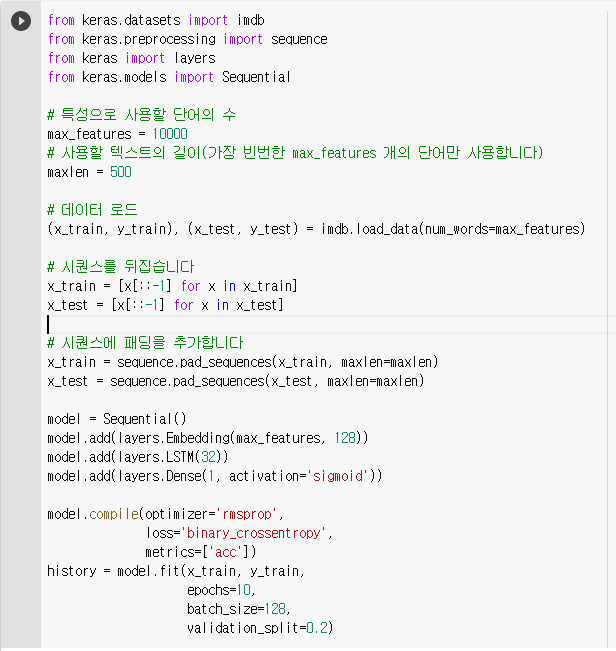 from keras.datasets import imdb
from keras.preprocessing import sequence
from keras import layers
from keras.models import Sequential
# 특성으로 사용할 단어의 수
max_features = 10000
# 사용할 텍스트의 길이(가장 빈번한 max_features 개의 단어만 사용합니다)
maxlen = 500
# 데이터 로드
(x_train, y_train), (x_test, y_test) = imdb.load_data(num_words=max_features)
# 시퀀스를 뒤집습니다
x_train = [x[::-1] for x in x_train]
x_test = [x[::-1] for x in x_test]
# 시퀀스에 패딩을 추가합니다
x_train = sequence.pad_sequences(x_train, maxlen=maxlen)
x_test = sequence.pad_sequences(x_test, maxlen=maxlen)
model = Sequential()
model.add(layers.Embedding(max_features, 128))
model.add(layers.LSTM(32))
model.add(layers.Dense(1, activation='sigmoid'))
model.compile(optimizer='rmsprop',
loss='binary_crossentropy',
metrics=['acc'])
history = model.fit(x_train, y_train,
epochs=10,
batch_size=128,
validation_split=0.2)